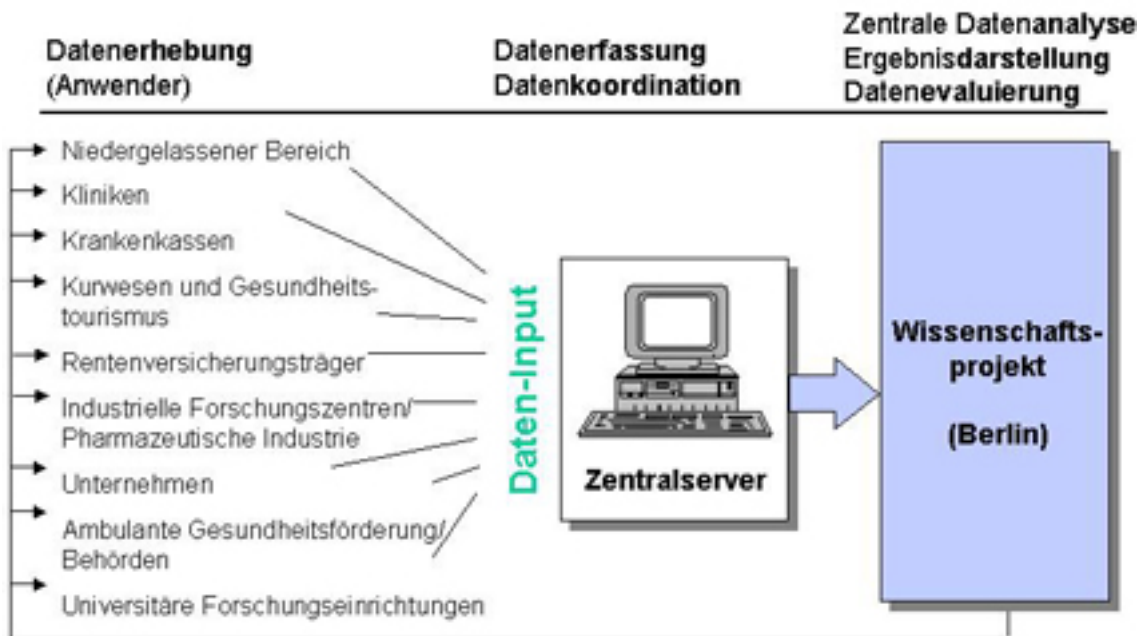 Datenerhebung
(Anwender)
Datenerfassung
Datenkoordination
Zentrale Datenanalyse
Ergebnisdarstellung
Datenevaluierung
Niedergelassener Bereich
Kliniken
Krankenkassen
Kurwesen und Gesundheits-
tourismus
Rentenversicherungsträger
Industrielle Forschungszentren/
Pharmazeutische Industrie
Unternehmen
Ambulante Gesundheitsförderung/
Behörden
Universitäre Forschungseinrichtungen
Daten-Input
Zentralserver
Wissenschafts-
projekt
(Berlin)